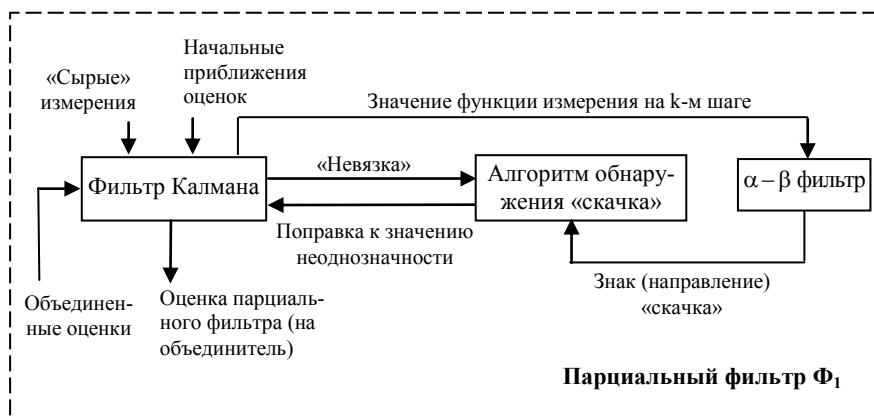 Начальные
приближения
оценок
«Сырые»
измерения
Значение функции измерения на k-м шаге
Фильтр Калмана
«Невязка»
Алгоритм обнару-
жения «скачка»
α – β фильтр
Поправка к значению
неоднозначности
Объединен-
ные оценки
Оценка парциаль-
ного фильтра (на
объединитель)
Знак (направление)
«скачка»
Парциальный фильтр Ф₁